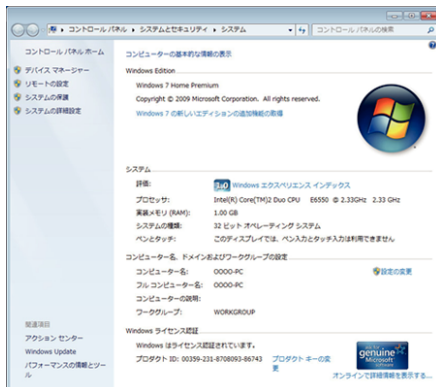 コントロール パネル ▸ システムとセキュリティ ▸ システム
コントロール パネルの検索
コントロール パネル ホーム
デバイス マネージャー
リモートの設定
システムの保護
システムの詳細設定
コンピューターの基本的な情報の表示
Windows Edition
Windows 7 Home Premium
Copyright © 2009 Microsoft Corporation. All rights reserved.
Windows 7 の新しいエディションの追加機能の取得
システム
評価: 3.0 Windows エクスペリエンス インデックス
プロセッサ: Intel(R) Core(TM)2 Duo CPU E6550 @ 2.33GHz 2.33 GHz
実装メモリ (RAM): 1.00 GB
システムの種類: 32 ビット オペレーティング システム
ペンとタッチ: このディスプレイでは、ペン入力とタッチ入力は利用できません
コンピューター名、ドメインおよびワークグループの設定
コンピューター名: OOOO-PC 設定の変更
フル コンピューター名: OOOO-PC
コンピューターの説明:
ワークグループ: WORKGROUP
Windows ライセンス認証
Windows はライセンス認証されています。
プロダクト ID: 00359-231-8708093-86743 プロダクト キーの変更
genuine
Microsoft
オンラインで詳細情報を表示する...
関連項目
アクション センター
Windows Update
パフォーマンスの情報とツール